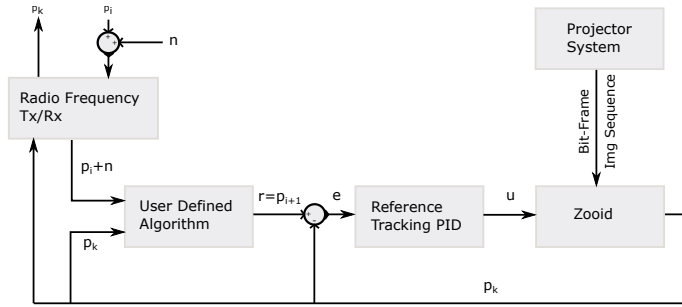 pk
pi
+
+
n
Projector
System
Radio Frequency
Tx/Rx
Bit-Frame
Img Sequence
pi+n
User Defined
Algorithm
r=pi+1
+
-
e
Reference
Tracking PID
u
Zooid
pk
pk